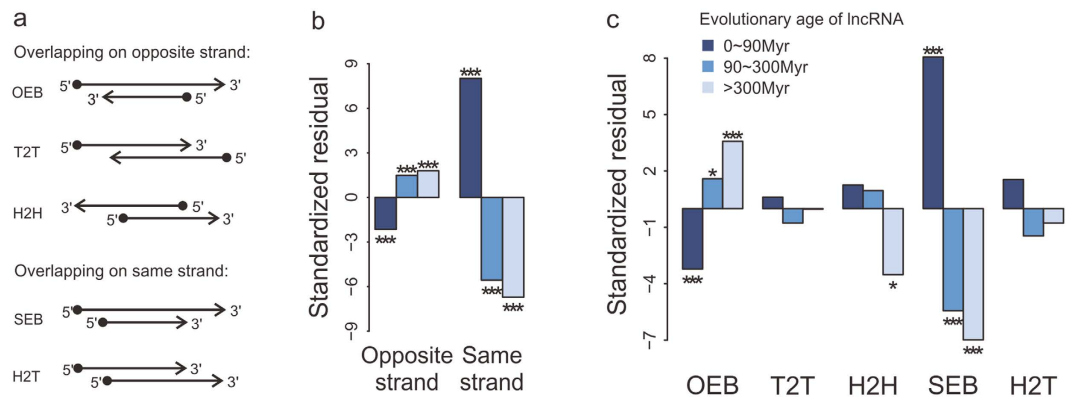 a
Overlapping on opposite strand:
OEB
5'
3'
3'
5'
T2T
5'
3'
5'
H2H
3'
5'
5'
3'
Overlapping on same strand:
SEB
5'
3'
5'
3'
H2T
5'
3'
5'
3'
b
Standardized residual
9
6
3
0
-3
-6
-9
***
***
***
***
***
***
Opposite
strand
Same
strand
c
Evolutionary age of lncRNA
0~90Myr
90~300Myr
>300Myr
Standardized residual
8
5
2
-1
-4
-7
***
*
***
*
***
***
***
OEB
T2T
H2H
SEB
H2T